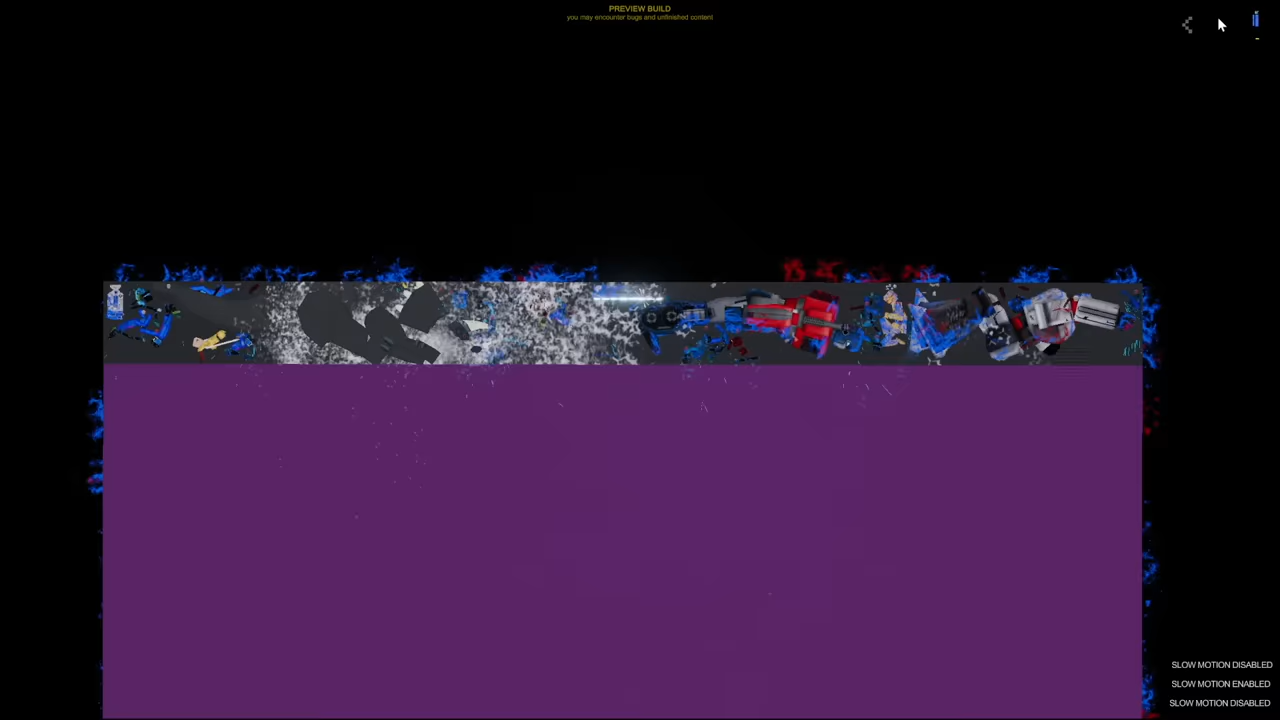 PREVIEW BUILD
you may encounter bugs and unfinished content
SLOW MOTION DISABLED
SLOW MOTION ENABLED
SLOW MOTION DISABLED